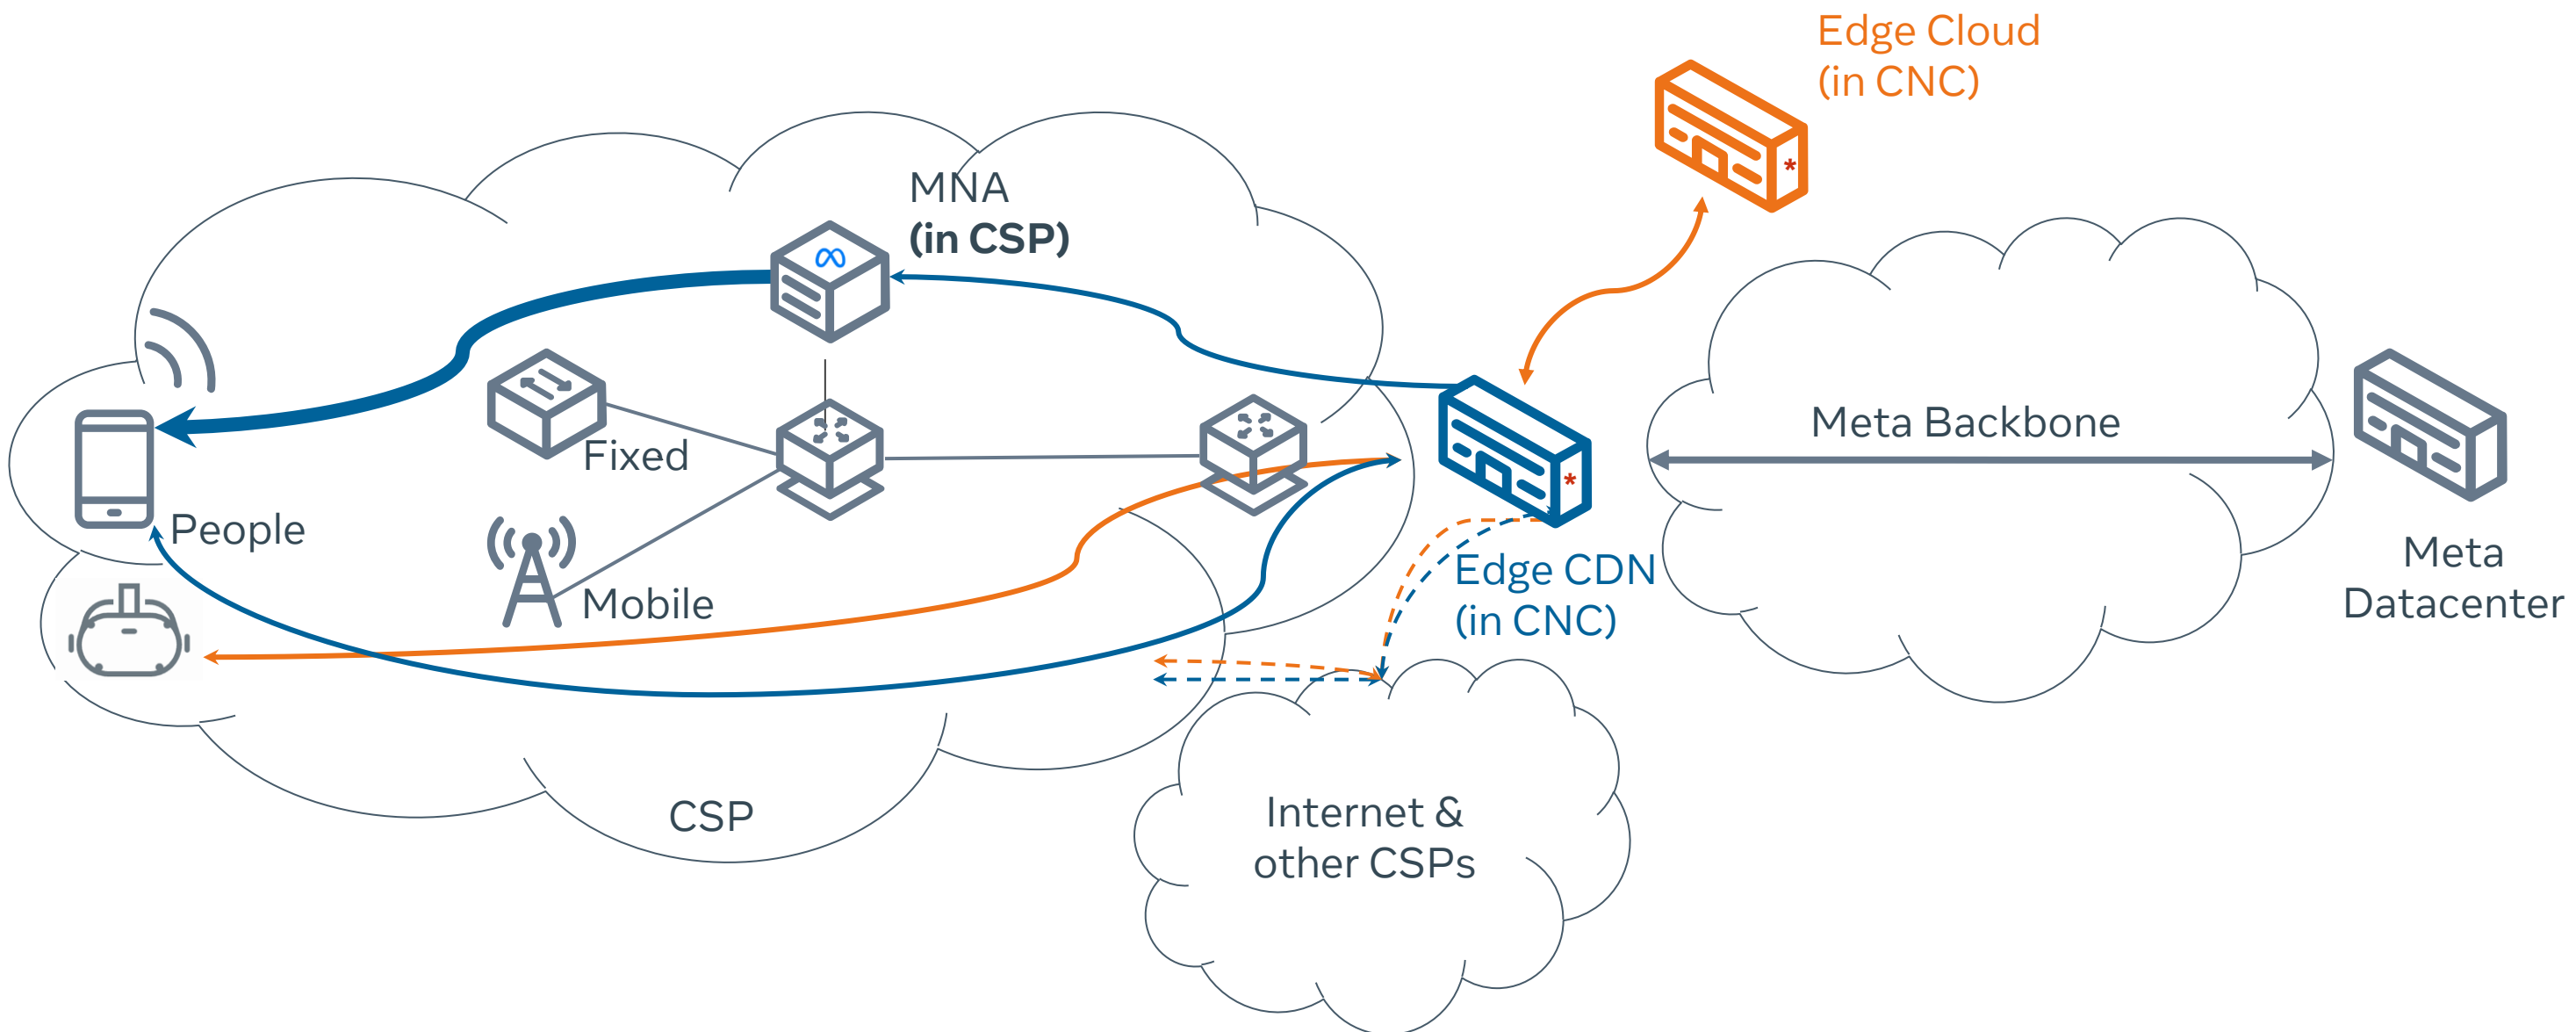 Edge Cloud
(in CNC)
MNA
(in CSP)
Meta Backbone
Fixed
People
Mobile
Edge CDN
(in CNC)
Meta
Datacenter
CSP
Internet &
other CSPs
*
*